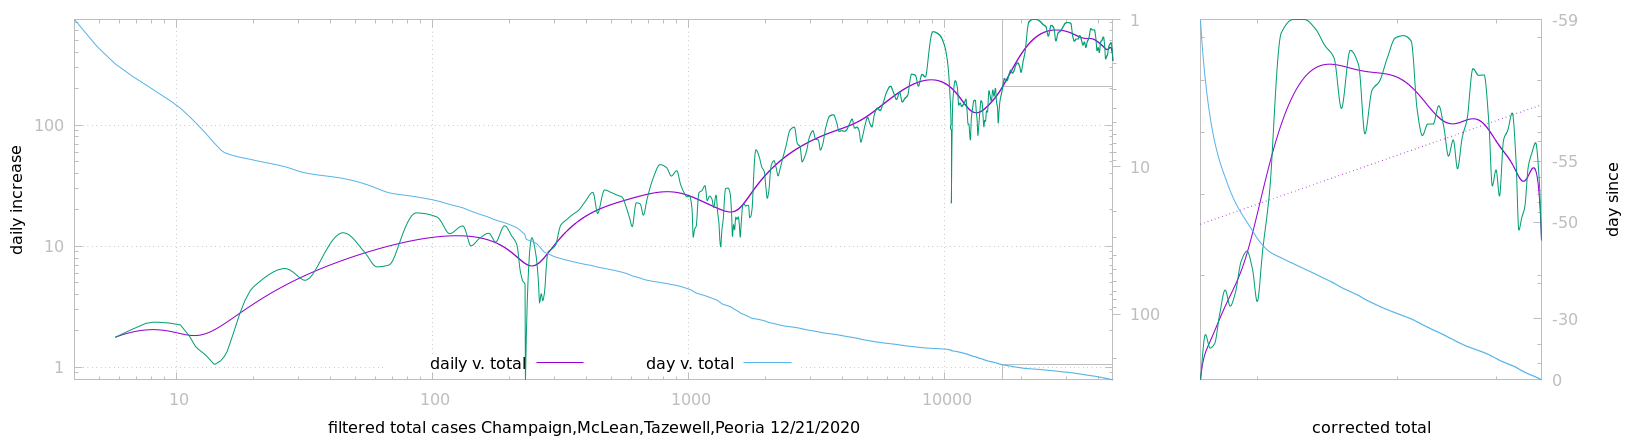 daily increase
100
10
1
daily v. total
day v. total
10
100
1000
10000
filtered total cases Champaign,McLean,Tazewell,Peoria 12/21/2020
1
10
100
-59
-55
-50
-30
0
day since
corrected total